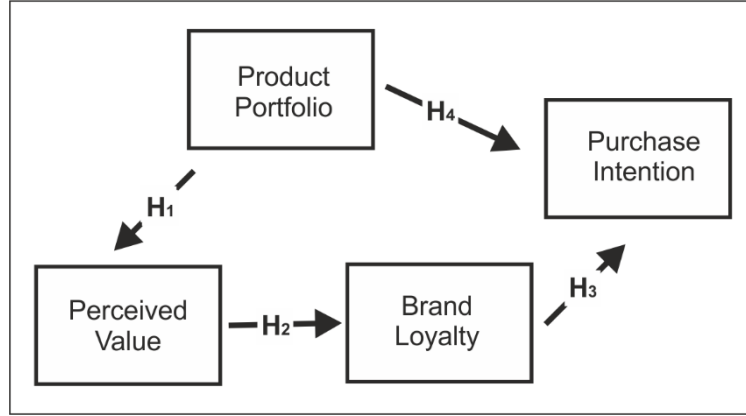 Product
Portfolio
H4
Purchase
Intention
H1
Perceived
Value
H2
Brand
Loyalty
H3